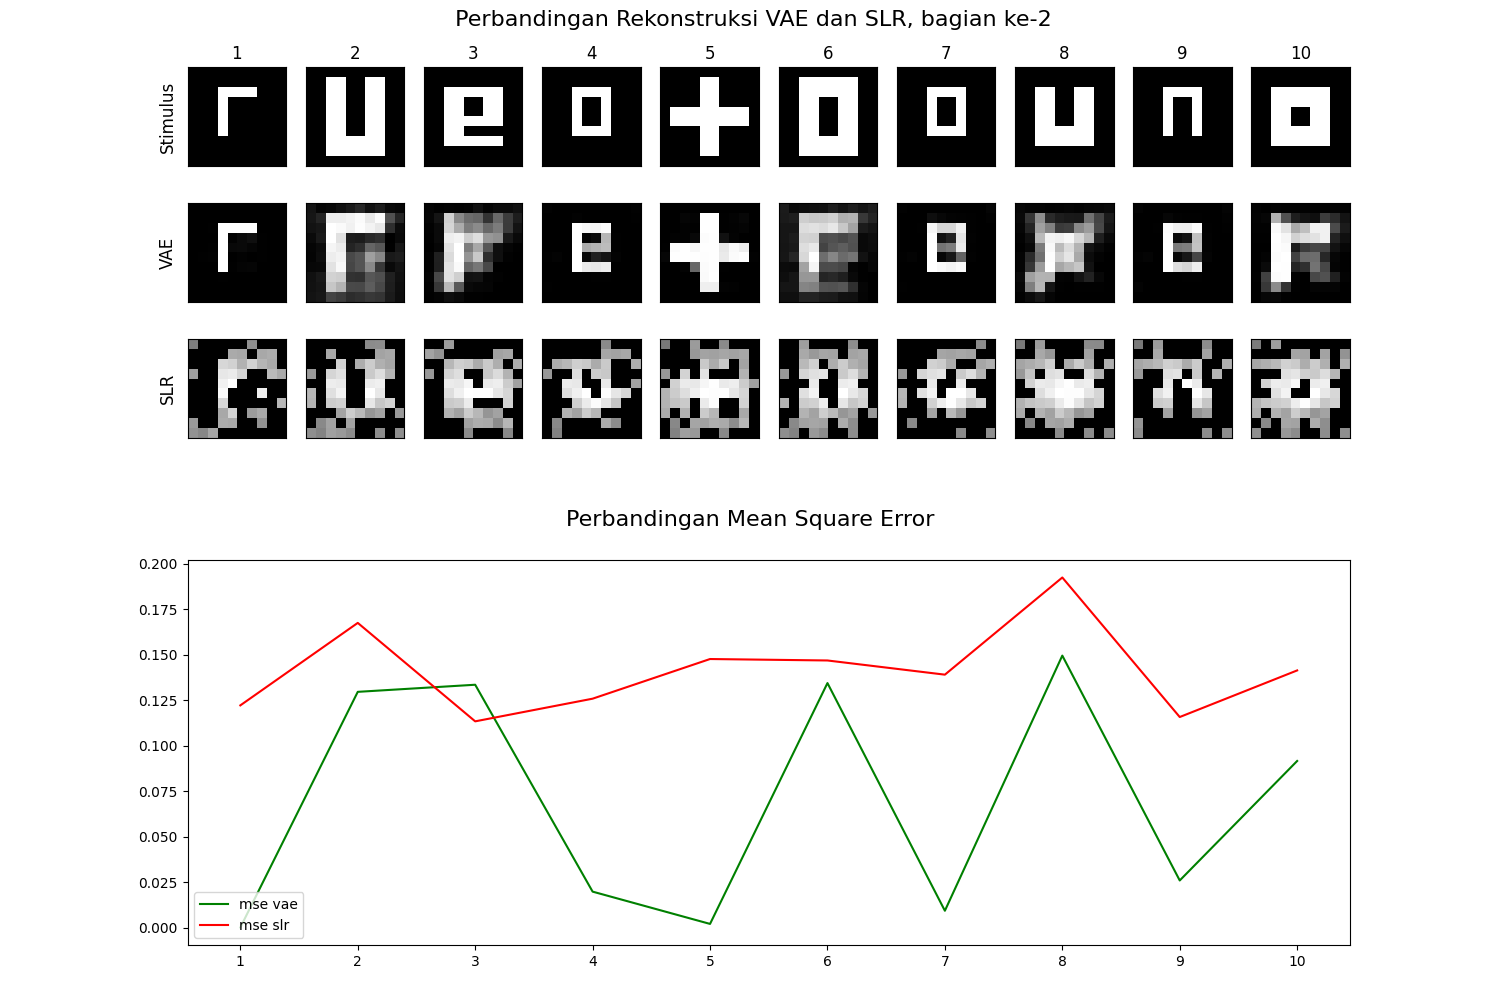 Perbandingan Rekonstruksi VAE dan SLR, bagian ke-2
1 2 3 4 5 6 7 8 9 10
Stimulus
VAE
SLR
Perbandingan Mean Square Error
0.200
0.175
0.150
0.125
0.100
0.075
0.050
0.025
0.000
mse vae
mse slr
1 2 3 4 5 6 7 8 9 10